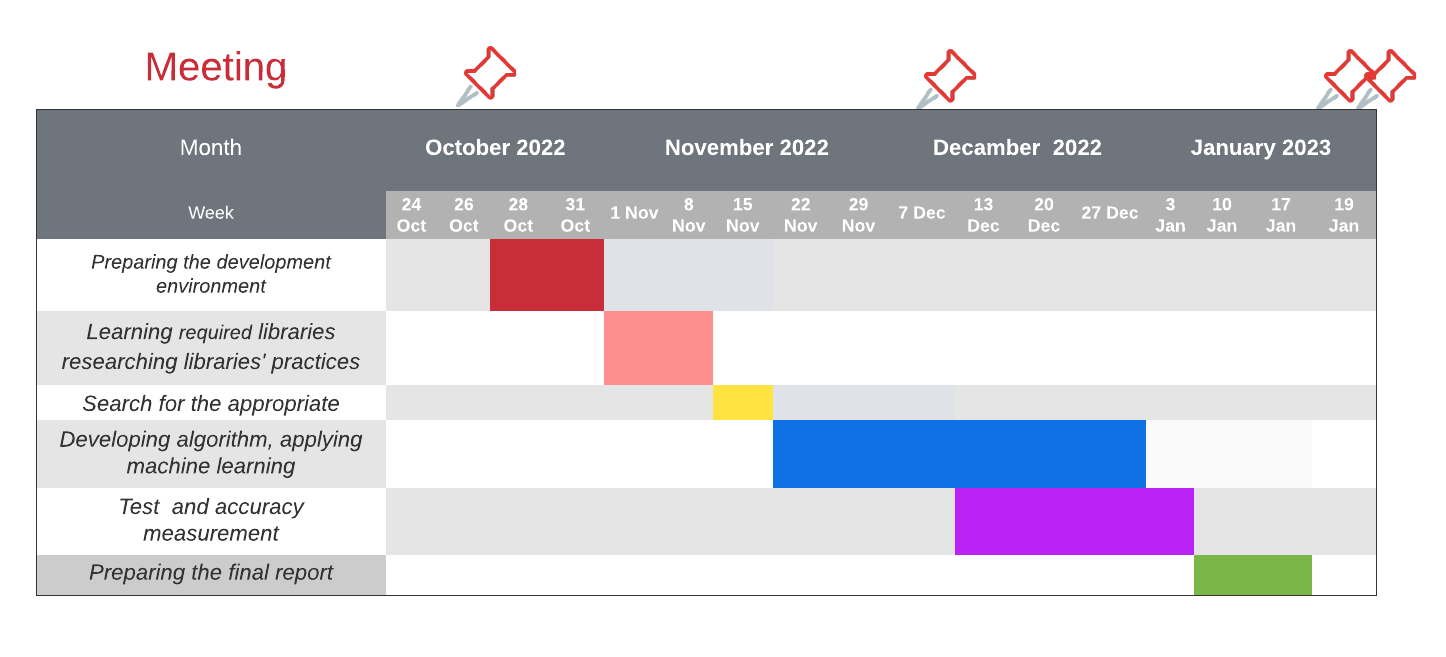 Meeting
Month October 2022 November 2022 Decamber  2022 January 2023
24 26 28 31 8 15 22 29 13 20 3 10 17 19
Week 1 Nov 7 Dec 27 Dec
Oct Oct Oct Oct Nov Nov Nov Nov Dec Dec Jan Jan Jan Jan
Preparing the development
environment
Learning required libraries
researching libraries' practices
Search for the appropriate
Developing algorithm, applying
machine learning
Test  and accuracy
measurement
Preparing the final report